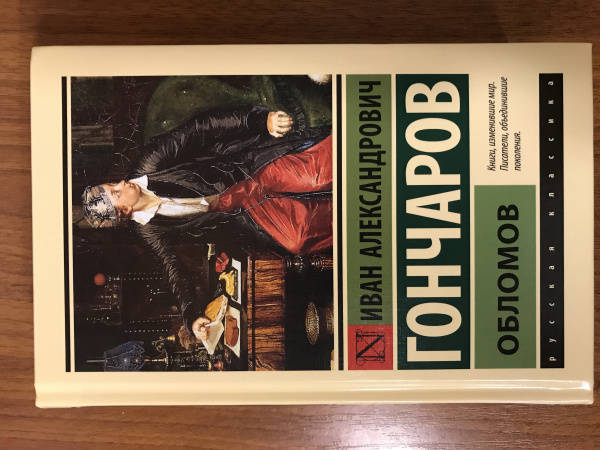 ИВАН АЛЕКСАНДРОВИЧ
ГОНЧАРОВ
ОБЛОМОВ
Книги, изменившие мир.
Писатели, объединившие
поколения.
русская классика